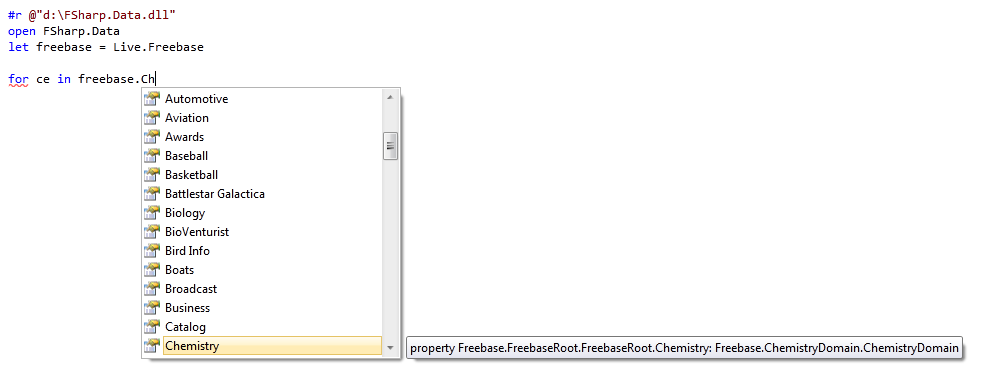 #r @"d:\FSharp.Data.dll"
open FSharp.Data
let freebase = Live.Freebase
for ce in freebase.Ch
Automotive
Aviation
Awards
Baseball
Basketball
Battlestar Galactica
Biology
BioVenturist
Bird Info
Boats
Broadcast
Business
Catalog
Chemistry
property Freebase.FreebaseRoot.FreebaseRoot.Chemistry: Freebase.ChemistryDomain.ChemistryDomain